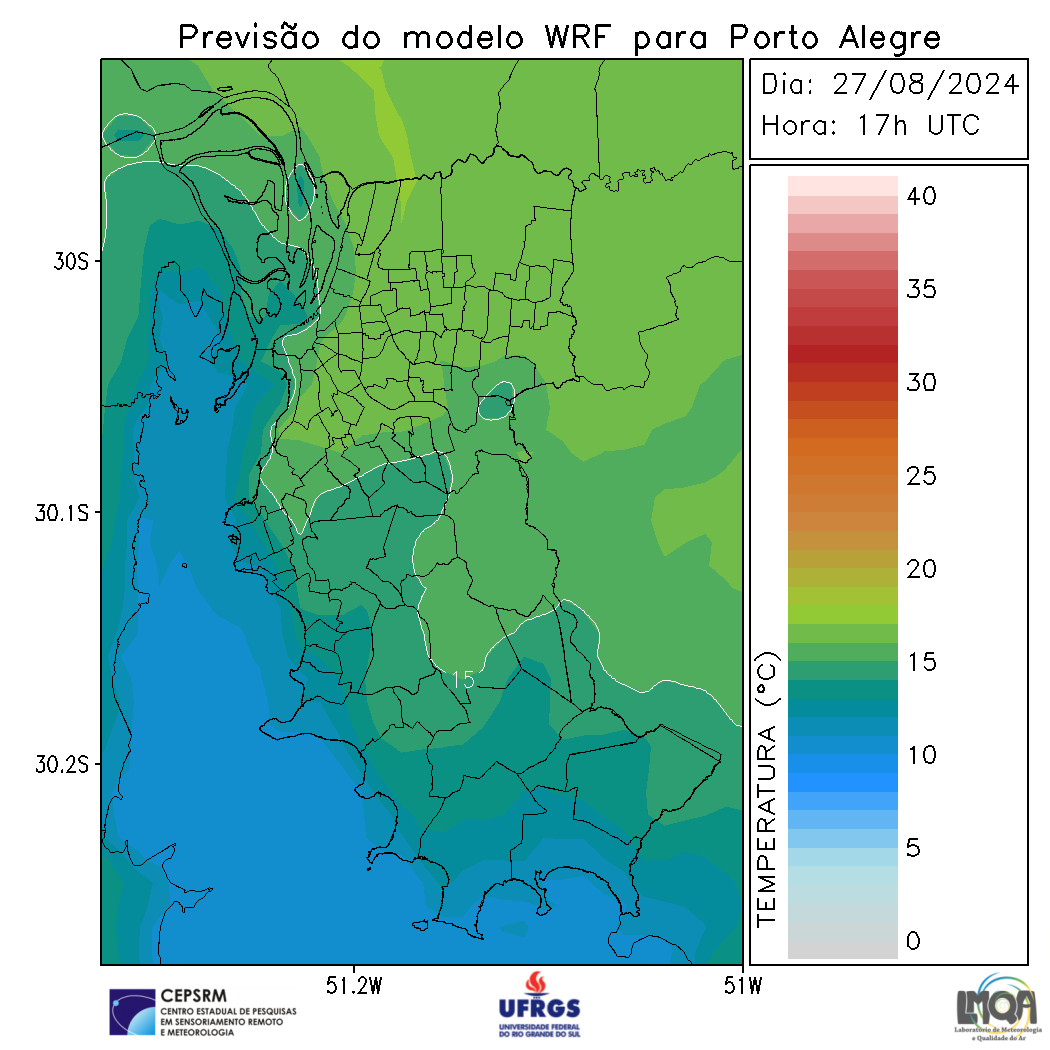 Previsão do modelo WRF para Porto Alegre
Dia: 27/08/2024
Hora: 17h UTC
30S
30.1S
30.2S
51.2W
51W
15
TEMPERATURA (°C)
40
35
30
25
20
15
10
5
0
CEPSRM
CENTRO ESTADUAL DE PESQUISAS
EM SENSORIAMENTO REMOTO
E METEOROLOGIA
UFRGS
UNIVERSIDADE FEDERAL
DO RIO GRANDE DO SUL
LMQA
Laboratório de Meteorologia
e Qualidade do Ar